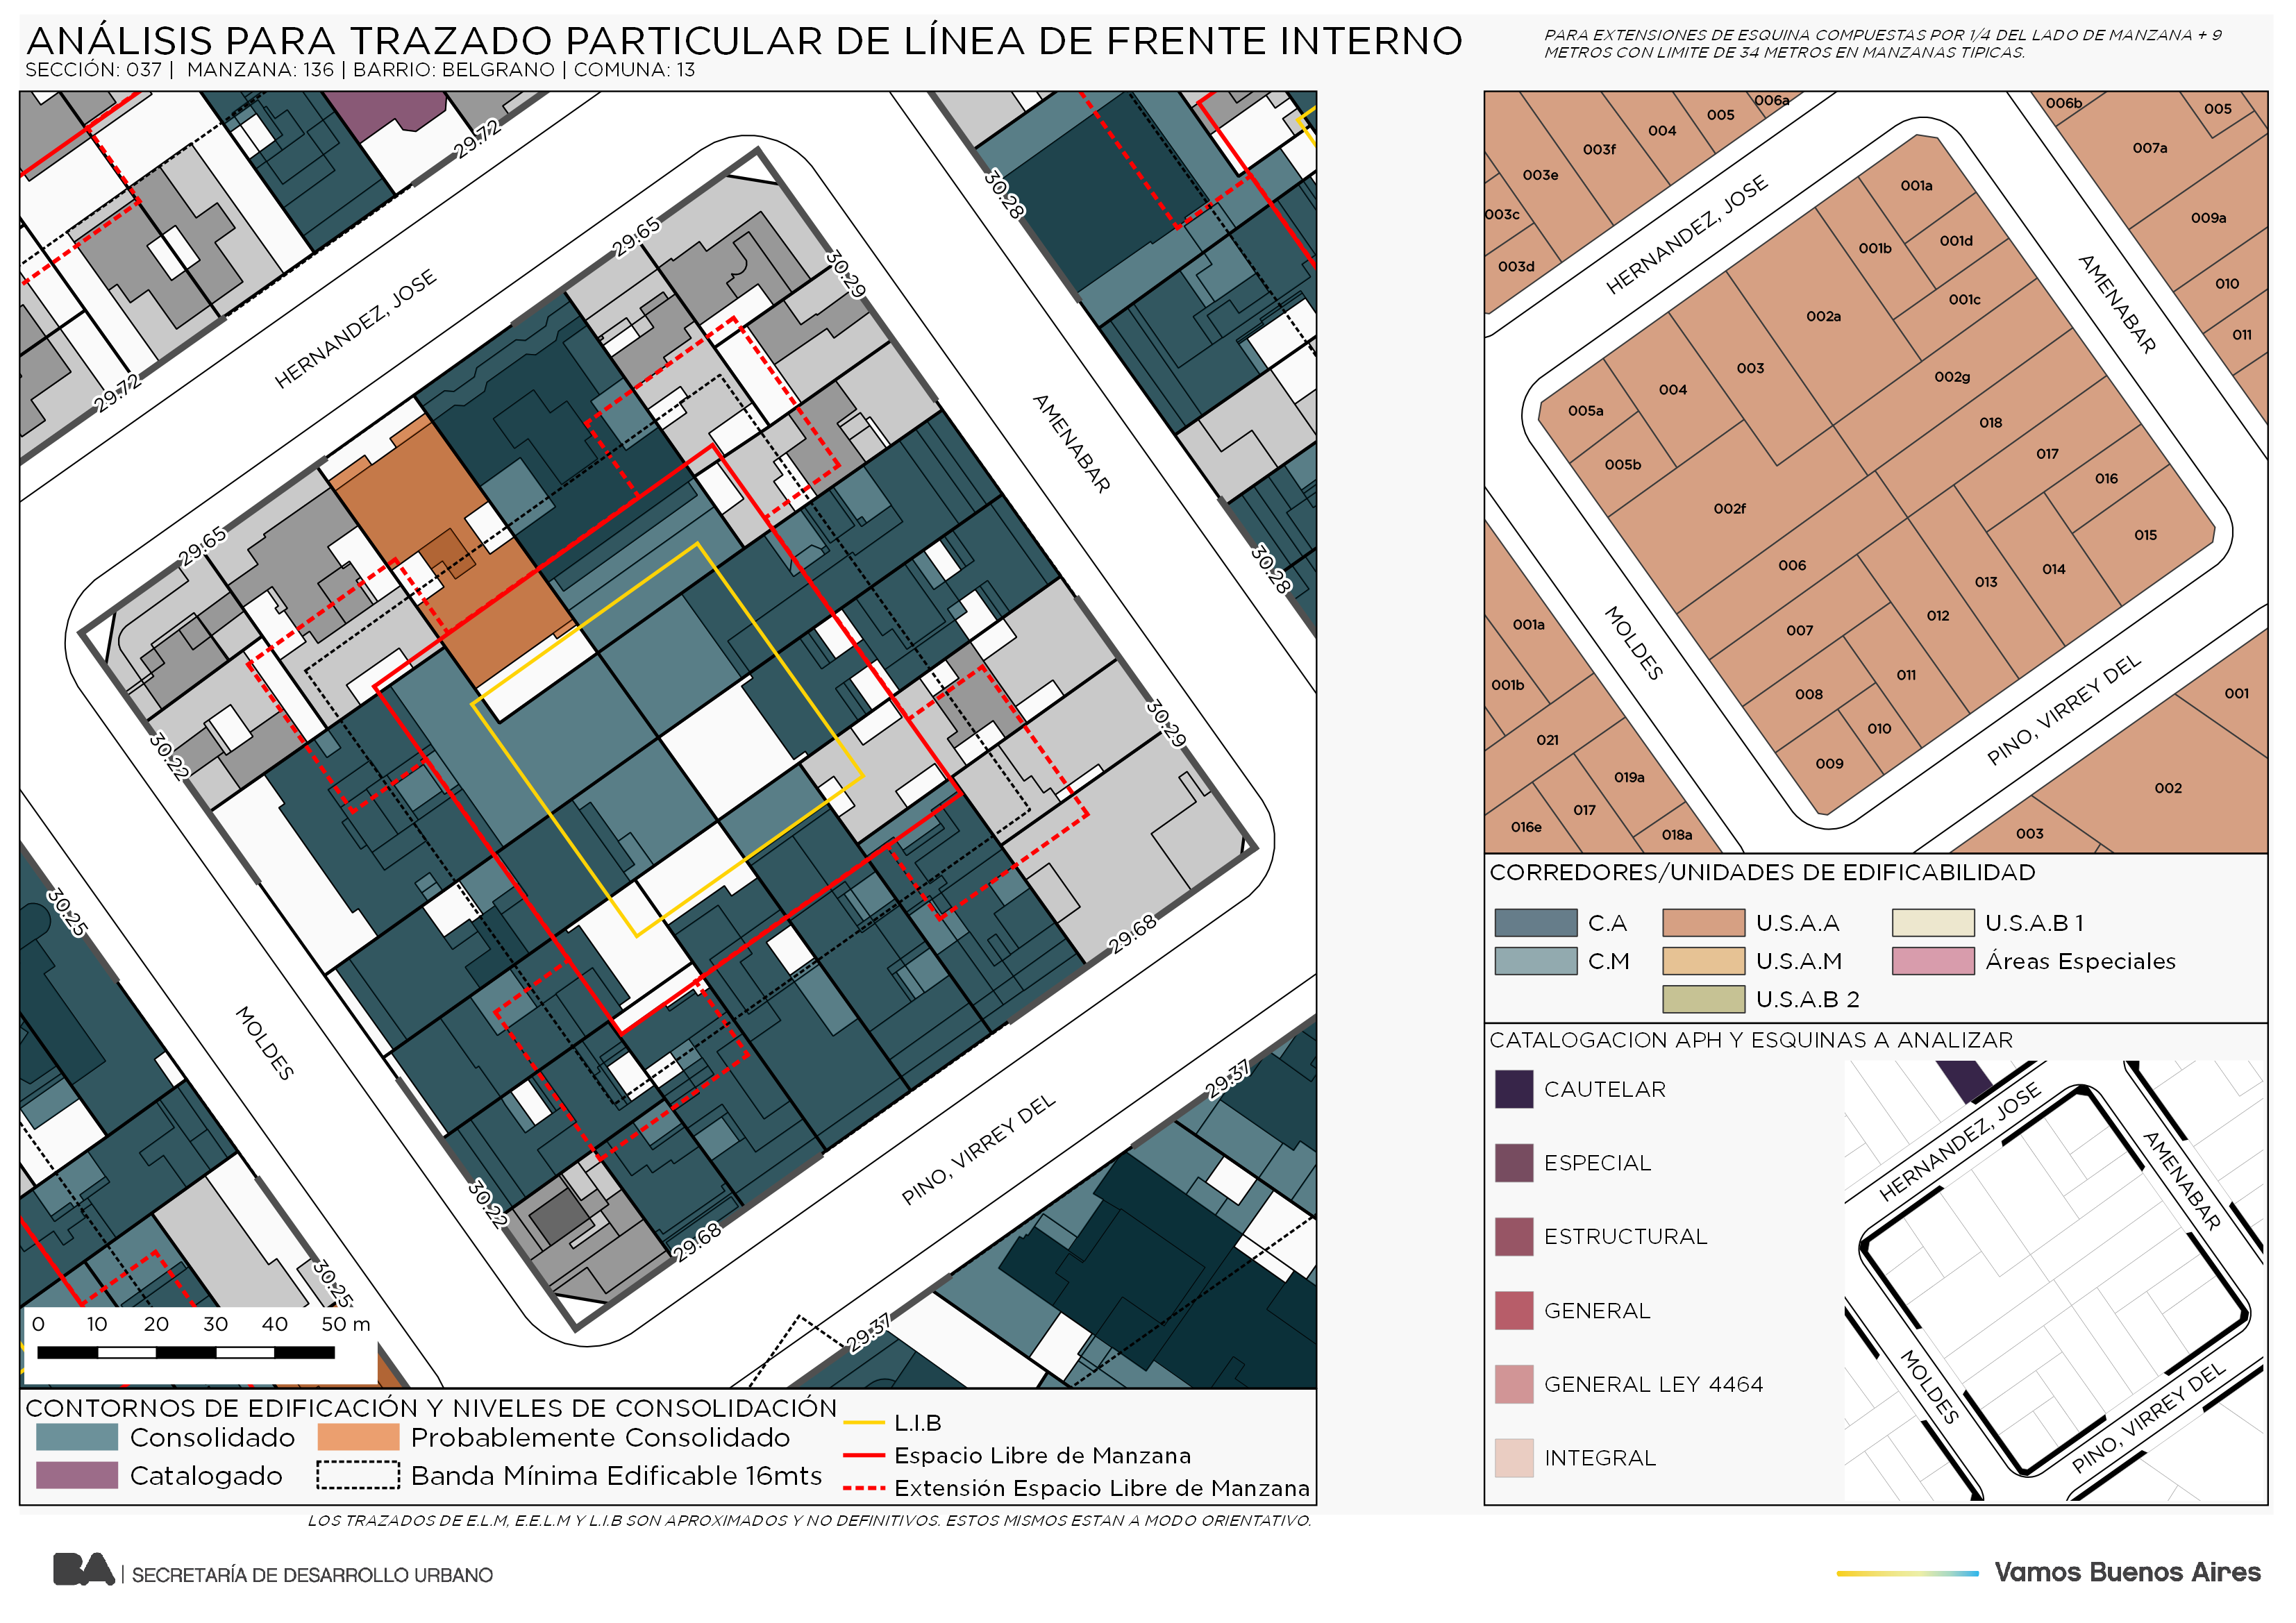 ANÁLISIS PARA TRAZADO PARTICULAR DE LÍNEA DE FRENTE INTERNO
SECCIÓN: 037 | MANZANA: 136 | BARRIO: BELGRANO | COMUNA: 13
PARA EXTENSIONES DE ESQUINA COMPUESTAS POR 1/4 DEL LADO DE MANZANA + 9
METROS CON LIMITE DE 34 METROS EN MANZANAS TIPICAS.
29.72
29.72
HERNANDEZ, JOSE
29.65
29.65
30.28
30.28
30.29
30.29
AMENABAR
30.22
30.22
MOLDES
30.25
30.25
29.68
29.68
PINO, VIRREY DEL
29.37
29.37
0 10 20 30 40 50 m
CONTORNOS DE EDIFICACIÓN Y NIVELES DE CONSOLIDACIÓN
Consolidado
Probablemente Consolidado
Catalogado
Banda Mínima Edificable 16mts
L.I.B
Espacio Libre de Manzana
Extensión Espacio Libre de Manzana
LOS TRAZADOS DE E.L.M, E.E.L.M Y L.I.B SON APROXIMADOS Y NO DEFINITIVOS. ESTOS MISMOS ESTAN A MODO ORIENTATIVO.
003e
003f
004
005
006a
003c
003d
006b
005
007a
009a
010
011
HERNANDEZ, JOSE
AMENABAR
001a
001b
001d
001c
002a
003
004
005a
005b
002g
018
017
016
015
002f
006
007
008
009
010
011
012
013
014
MOLDES
PINO, VIRREY DEL
001a
001b
021
019a
017
016e
018a
001
002
003
CORREDORES/UNIDADES DE EDIFICABILIDAD
C.A
U.S.A.A
U.S.A.B 1
C.M
U.S.A.M
Áreas Especiales
U.S.A.B 2
CATALOGACION APH Y ESQUINAS A ANALIZAR
CAUTELAR
ESPECIAL
ESTRUCTURAL
GENERAL
GENERAL LEY 4464
INTEGRAL
HERNANDEZ, JOSE
AMENABAR
MOLDES
PINO, VIRREY DEL
BA | SECRETARÍA DE DESARROLLO URBANO
Vamos Buenos Aires